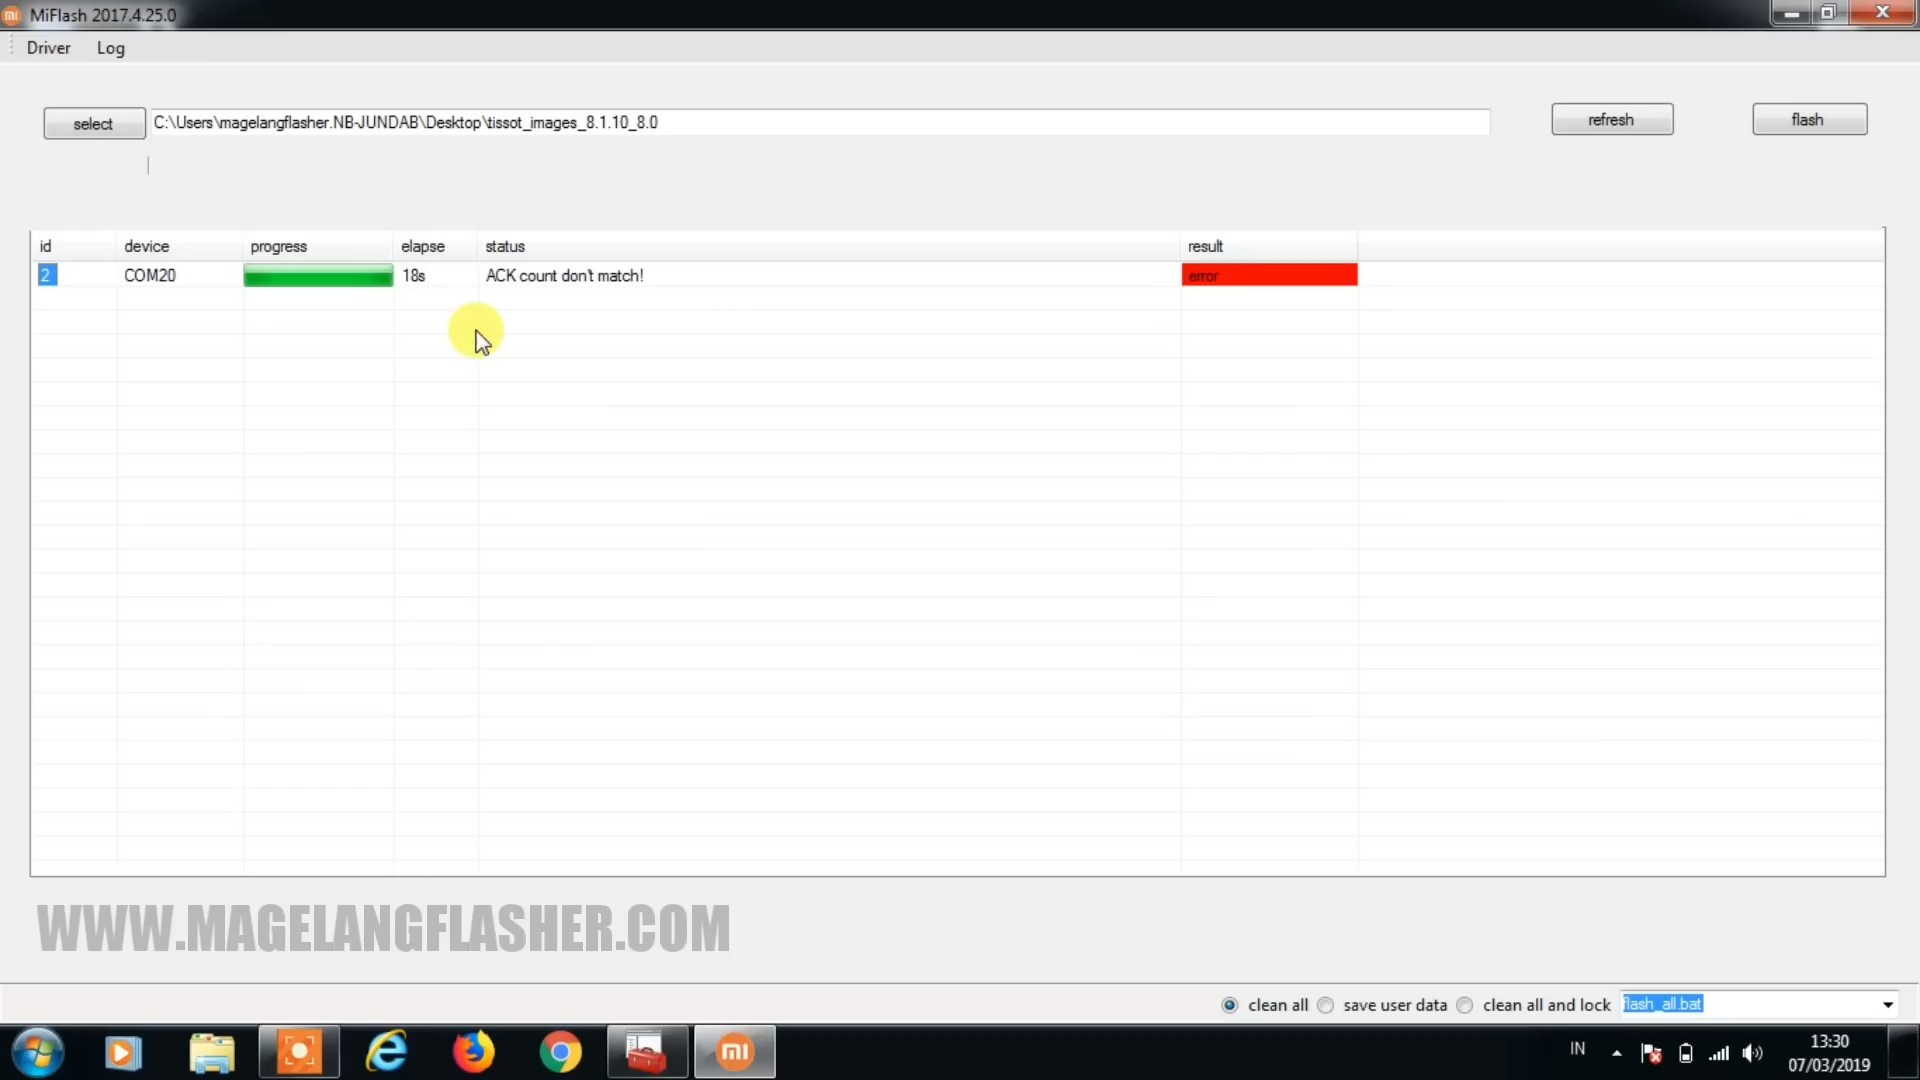 MiFlash 2017.4.25.0
Driver Log
select C:\Users\magelangflasher.NB-JUNDAB\Desktop\tissot_images_8.1.10_8.0 refresh flash
id device progress elapse status result
2 COM20 18s ACK count don't match! error
WWW.MAGELANGFLASHER.COM
clean all save user data clean all and lock flash_all.bat
IN 13:30
07/03/2019